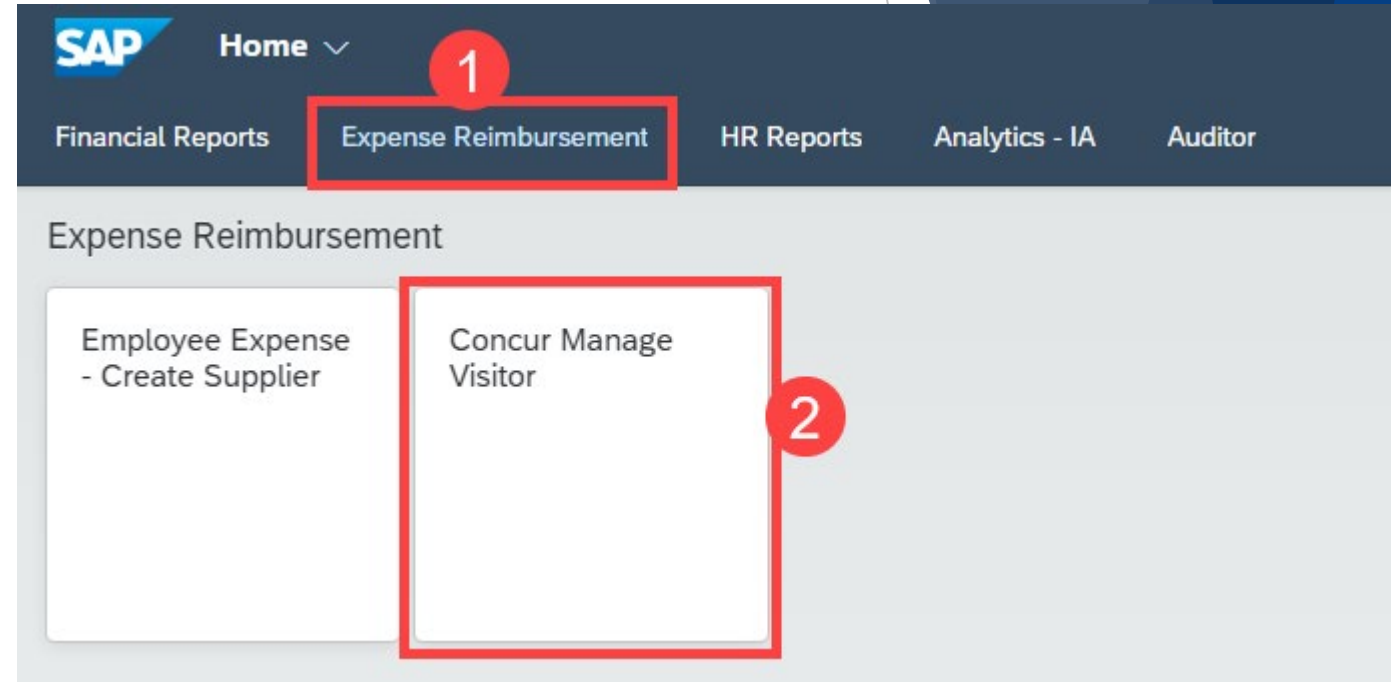 SAP Home
1
Financial Reports Expense Reimbursement HR Reports Analytics - IA Auditor
Expense Reimbursement
Employee Expense
- Create Supplier
Concur Manage
Visitor
2